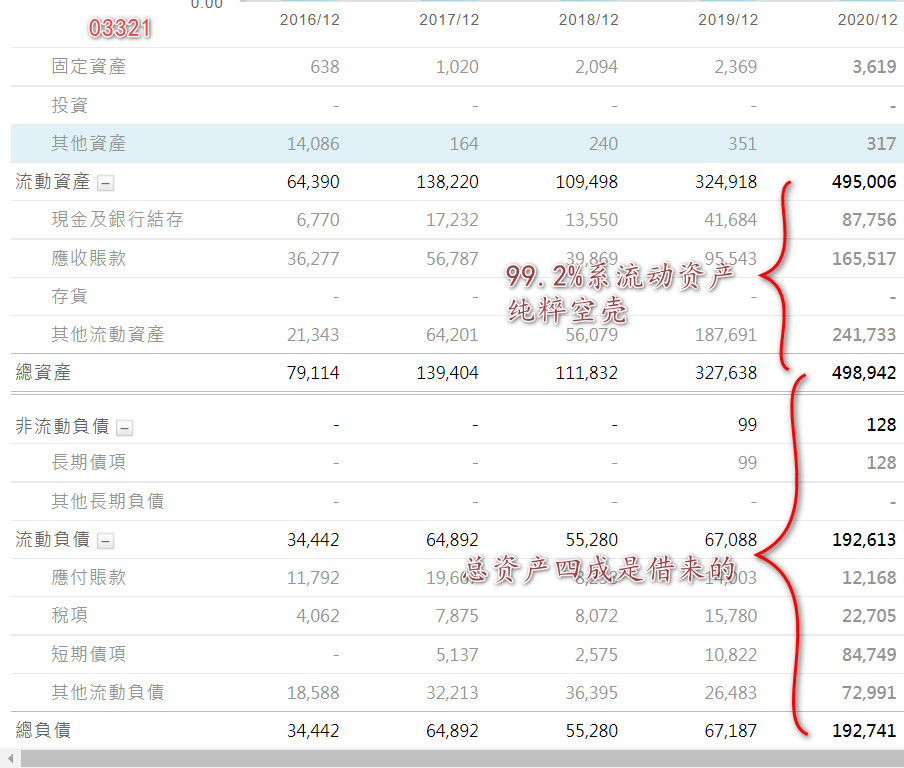 0.00
03321 2016/12 2017/12 2018/12 2019/12 2020/12
固定資產 638 1,020 2,094 2,369 3,619
投資 - - - - -
其他資產 14,086 164 240 351 317
流動資產 64,390 138,220 109,498 324,918 495,006
現金及銀行結存 6,770 17,232 13,550 41,684 87,756
應收賬款 36,277 56,787 39,869 95,543 165,517
99.2%系流动资产
存貨 - - - - -
纯粹空壳
其他流動資產 21,343 64,201 56,079 187,691 241,733
總資產 79,114 139,404 111,832 327,638 498,942
非流動負債 - - - 99 128
長期債項 - - - 99 128
其他長期負債 - - - - -
流動負債 34,442 64,892 55,280 67,088 192,613
應付賬款 11,792 12,168
总资产四成是借来的
稅項 4,062 7,875 8,072 15,780 22,705
短期債項 - 5,137 2,575 10,822 84,749
其他流動負債 18,588 32,213 36,395 26,483 72,991
總負債 34,442 64,892 55,280 67,187 192,741